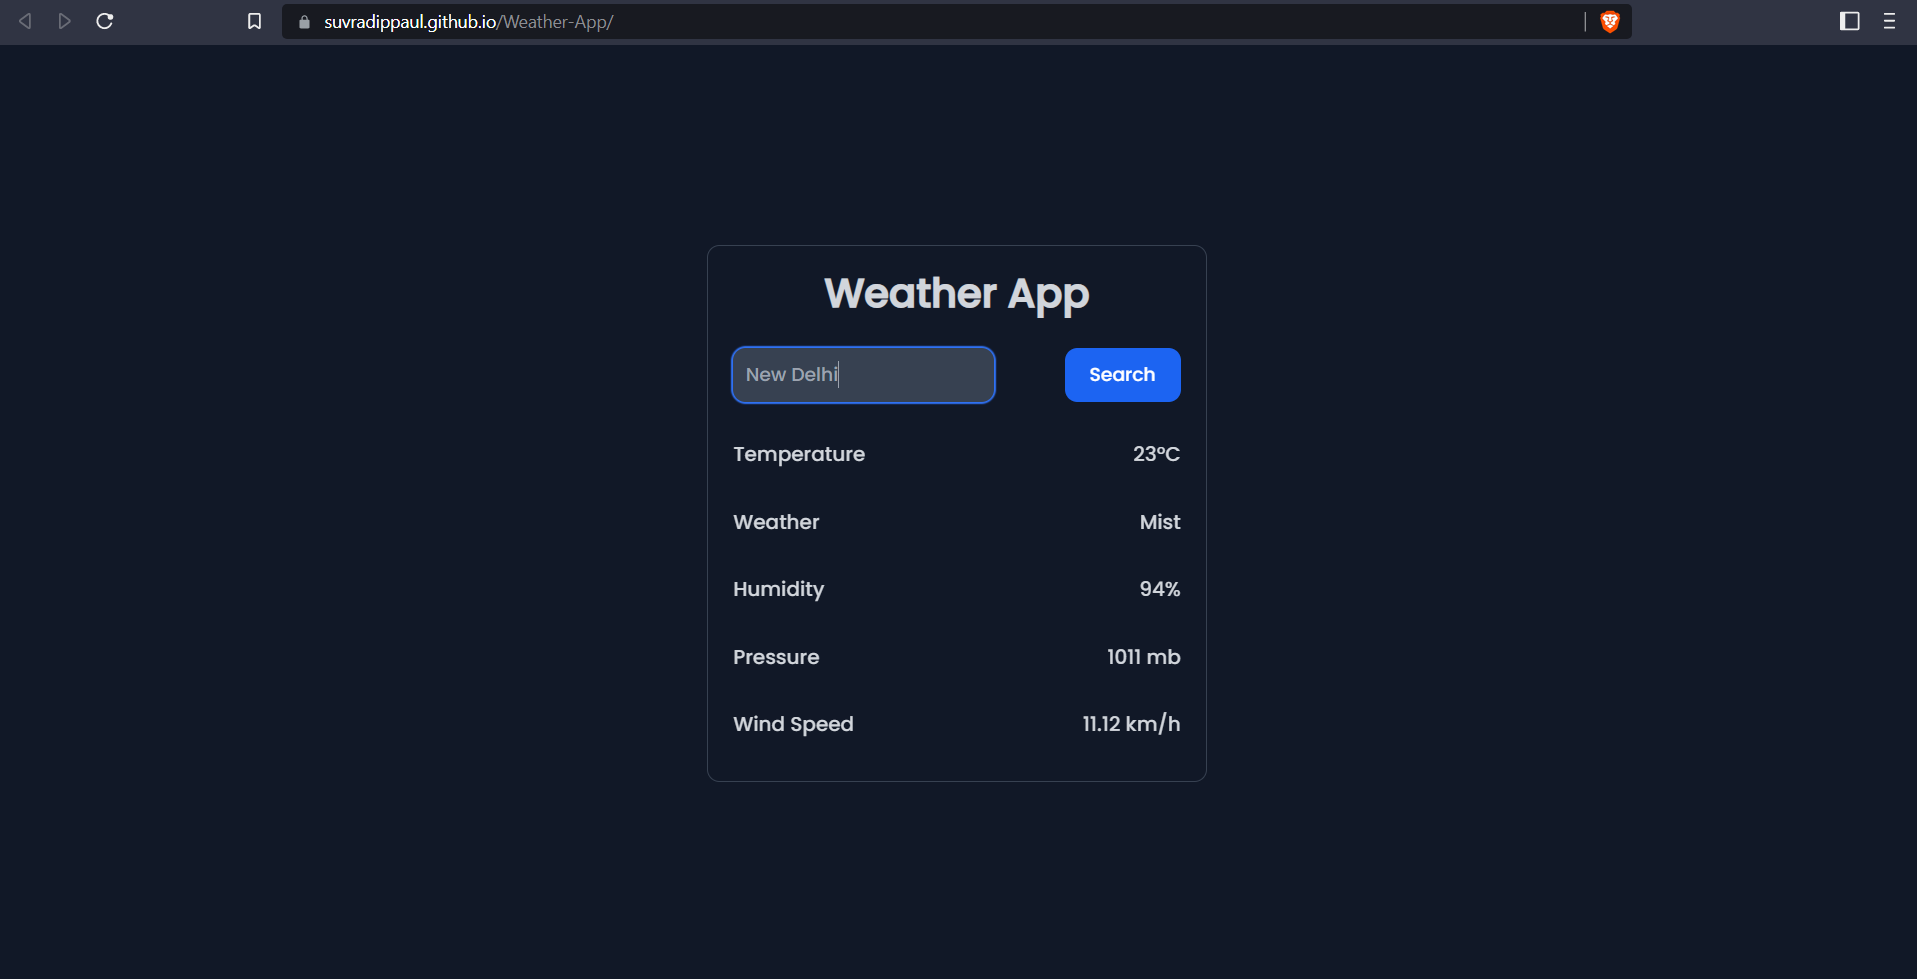 suvradippaul.github.io/Weather-App/
Weather App
New Delhi Search
Temperature 23°C
Weather Mist
Humidity 94%
Pressure 1011 mb
Wind Speed 11.12 km/h